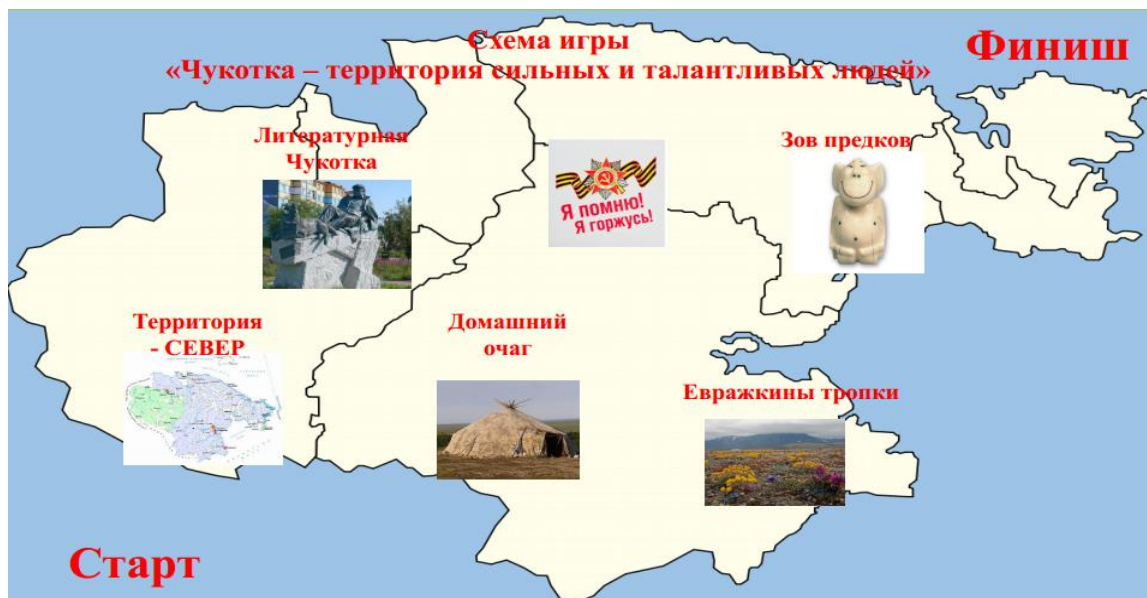 Схема игры
«Чукотка – территория сильных и талантливых людей»
Финиш
Литературная
Чукотка
Я помню!
Я горжусь!
Зов предков
Территория
- СЕВЕР
Домашний
очаг
Евражкины тропки
Старт